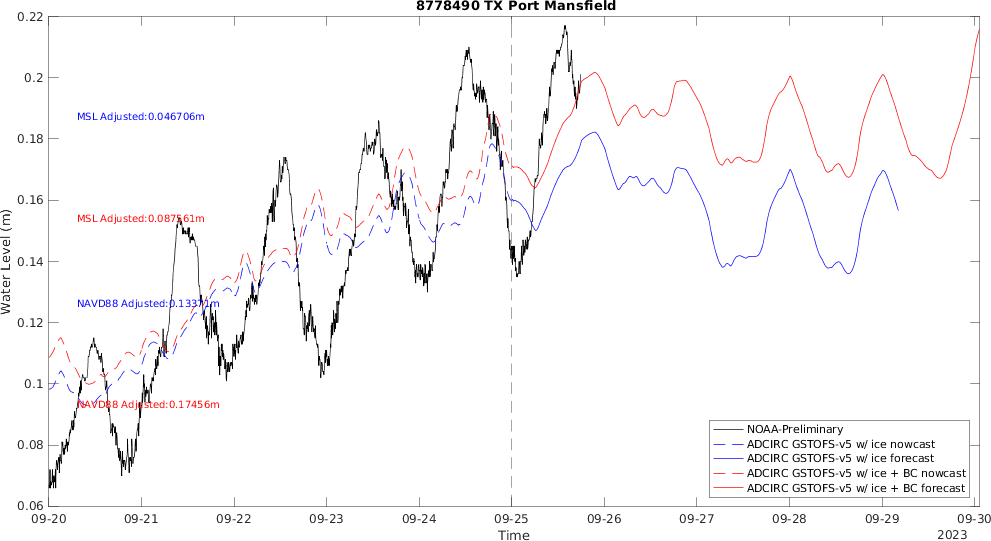 8778490 TX Port Mansfield
Water Level (m)
0.22
0.2
0.18
0.16
0.14
0.12
0.1
0.08
0.06
MSL Adjusted:0.046706m
MSL Adjusted:0.087561m
NAVD88 Adjusted:0.13371m
NAVD88 Adjusted:0.17456m
NOAA-Preliminary
ADCIRC GSTOFS-v5 w/ ice nowcast
ADCIRC GSTOFS-v5 w/ ice forecast
ADCIRC GSTOFS-v5 w/ ice + BC nowcast
ADCIRC GSTOFS-v5 w/ ice + BC forecast
09-20 09-21 09-22 09-23 09-24 09-25 09-26 09-27 09-28 09-29 09-30
Time
2023